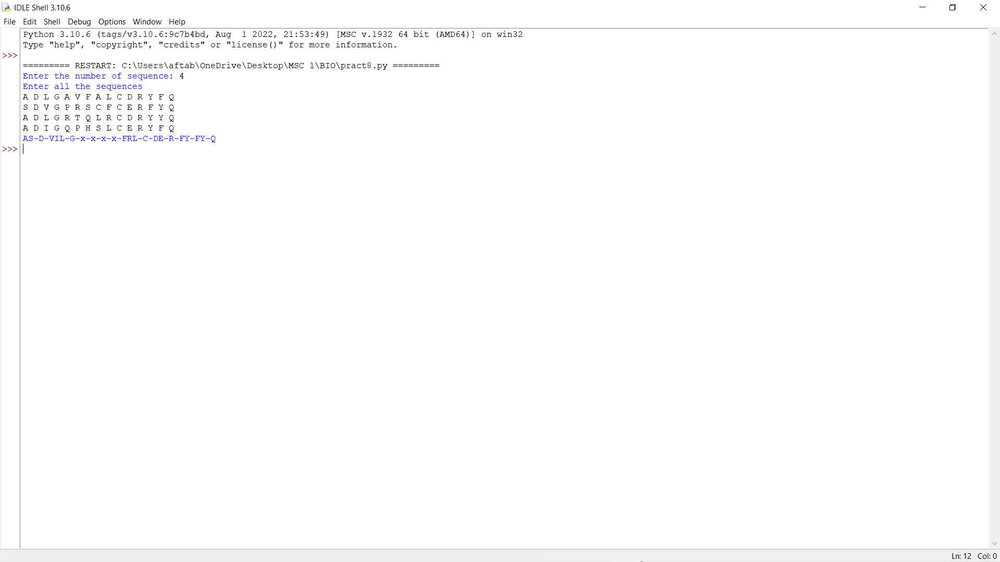 IDLE Shell 3.10.6
File Edit Shell Debug Options Window Help
Python 3.10.6 (tags/v3.10.6:9c7b4bd, Aug  1 2022, 21:53:49) [MSC v.1932 64 bit (AMD64)] on win32
Type "help", "copyright", "credits" or "license()" for more information.
>>>
========= RESTART: C:\Users\aftab\OneDrive\Desktop\MSC 1\BIO\pract8.py =========
Enter the number of sequence: 4
Enter all the sequences
A D L G A V F A L C D R Y F Q
S D V G P R S C F C E R F Y Q
A D L G R T Q L R C D R Y Y Q
A D I G Q P H S L C E R Y F Q
AS-D-VIL-G-x-x-x-x-FRL-C-DE-R-FY-FY-Q
>>>
Ln: 12 Col: 0